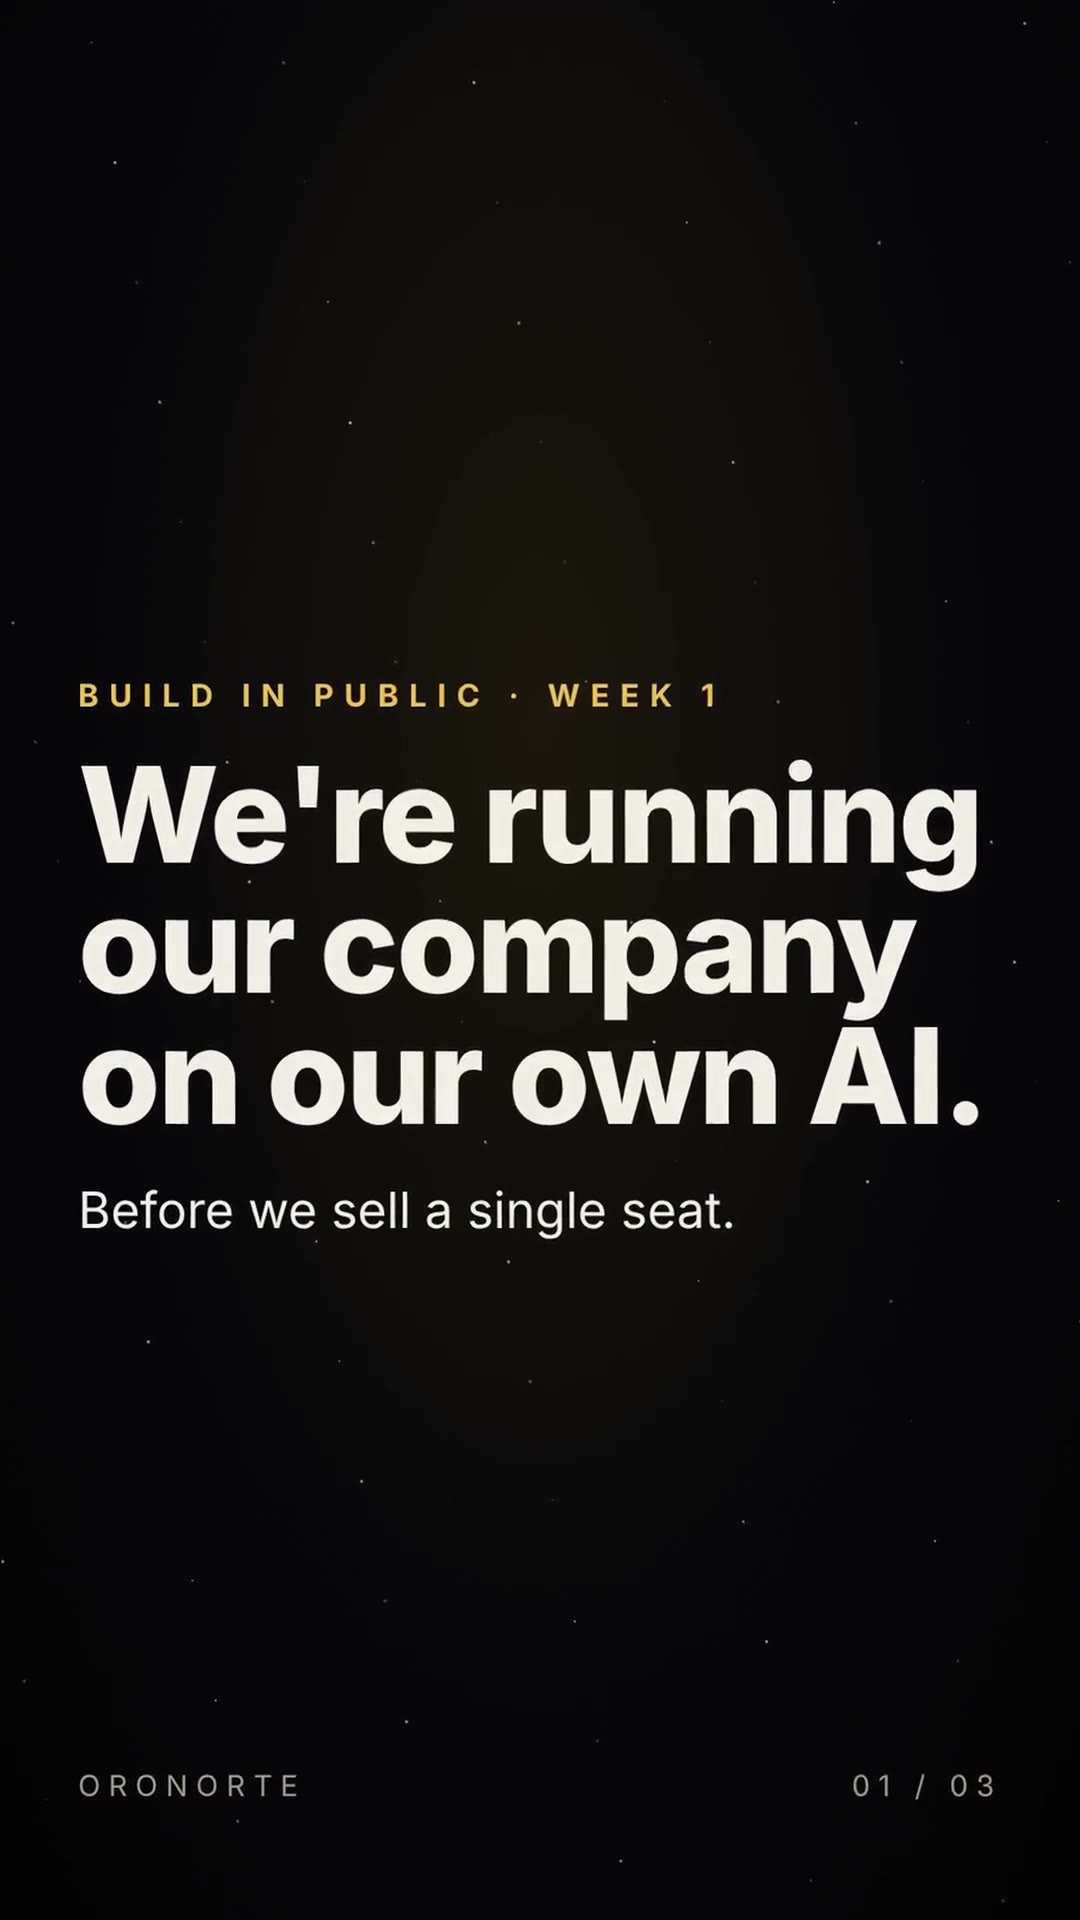 BUILD IN PUBLIC · WEEK 1
We're running
our company
on our own AI.
Before we sell a single seat.
ORONORTE
01 / 03